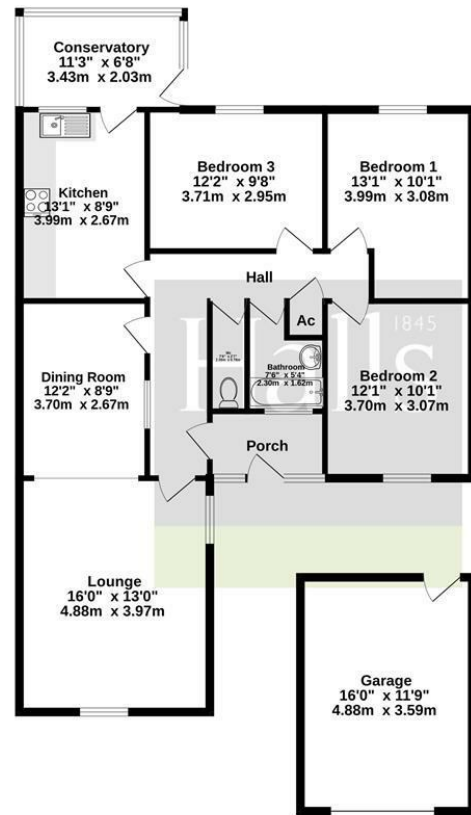 Conservatory
11'3" x 6'8"
3.43m x 2.03m
Kitchen
13'1" x 8'9"
3.99m x 2.67m
Bedroom 3
12'2" x 9'8"
3.71m x 2.95m
Bedroom 1
13'1" x 10'1"
3.99m x 3.08m
Hall
Ac
Halls
1845
Dining Room
12'2" x 8'9"
3.70m x 2.67m
Bathroom
7'6" x 5'4"
2.30m x 1.62m
Bedroom 2
12'1" x 10'1"
3.70m x 3.07m
Porch
Lounge
16'0" x 13'0"
4.88m x 3.97m
Garage
16'0" x 11'9"
4.88m x 3.59m